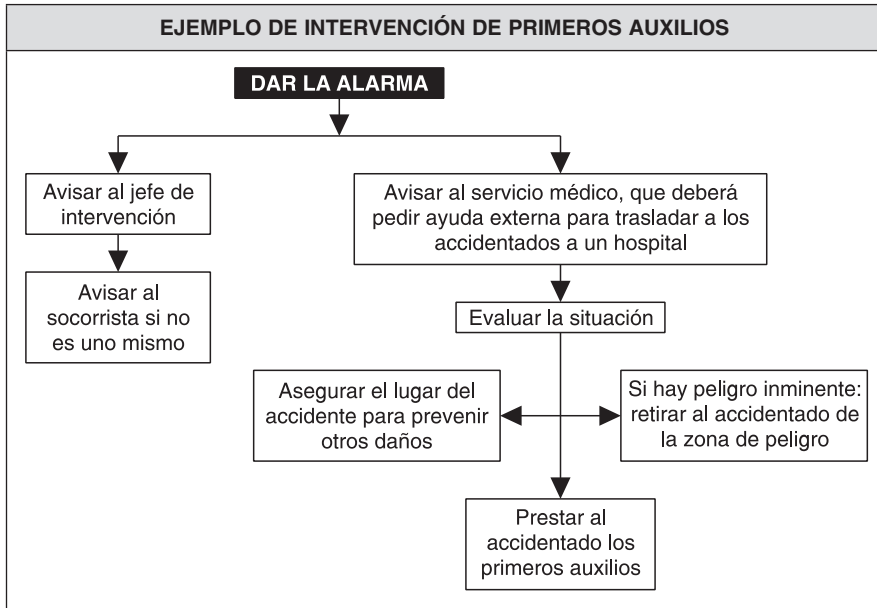 EJEMPLO DE INTERVENCIÓN DE PRIMEROS AUXILIOS
DAR LA ALARMA
Avisar al jefe de
intervención
Avisar al
socorrista si no
es uno mismo
Avisar al servicio médico, que deberá
pedir ayuda externa para trasladar a los
accidentados a un hospital
Evaluar la situación
Asegurar el lugar del
accidente para prevenir
otros daños
Si hay peligro inminente:
retirar al accidentado de
la zona de peligro
Prestar al
accidentado los
primeros auxilios